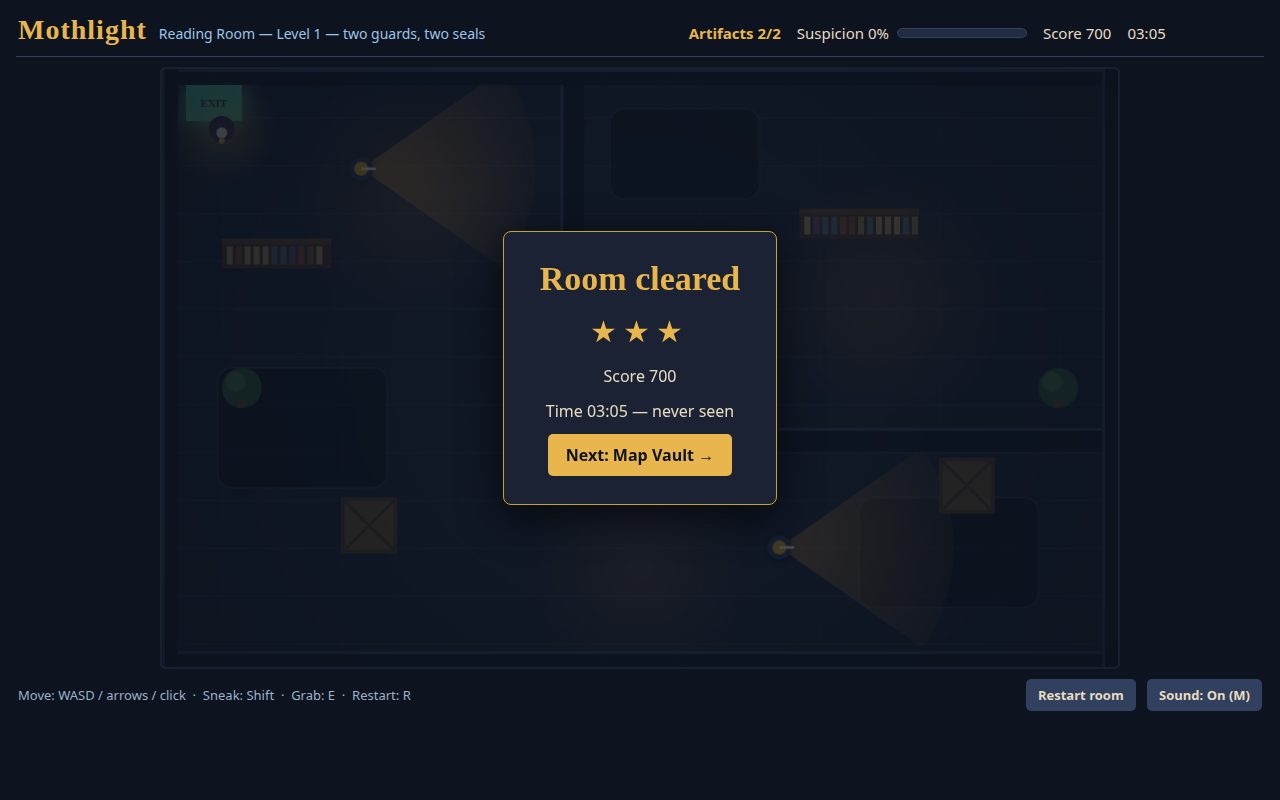 Mothlight Reading Room — Level 1 — two guards, two seals Artifacts 2/2 Suspicion 0% Score 700 03:05
EXIT
Room cleared
★ ★ ★
Score 700
Time 03:05 — never seen
Next: Map Vault →
Move: WASD / arrows / click · Sneak: Shift · Grab: E · Restart: R Restart room Sound: On (M)